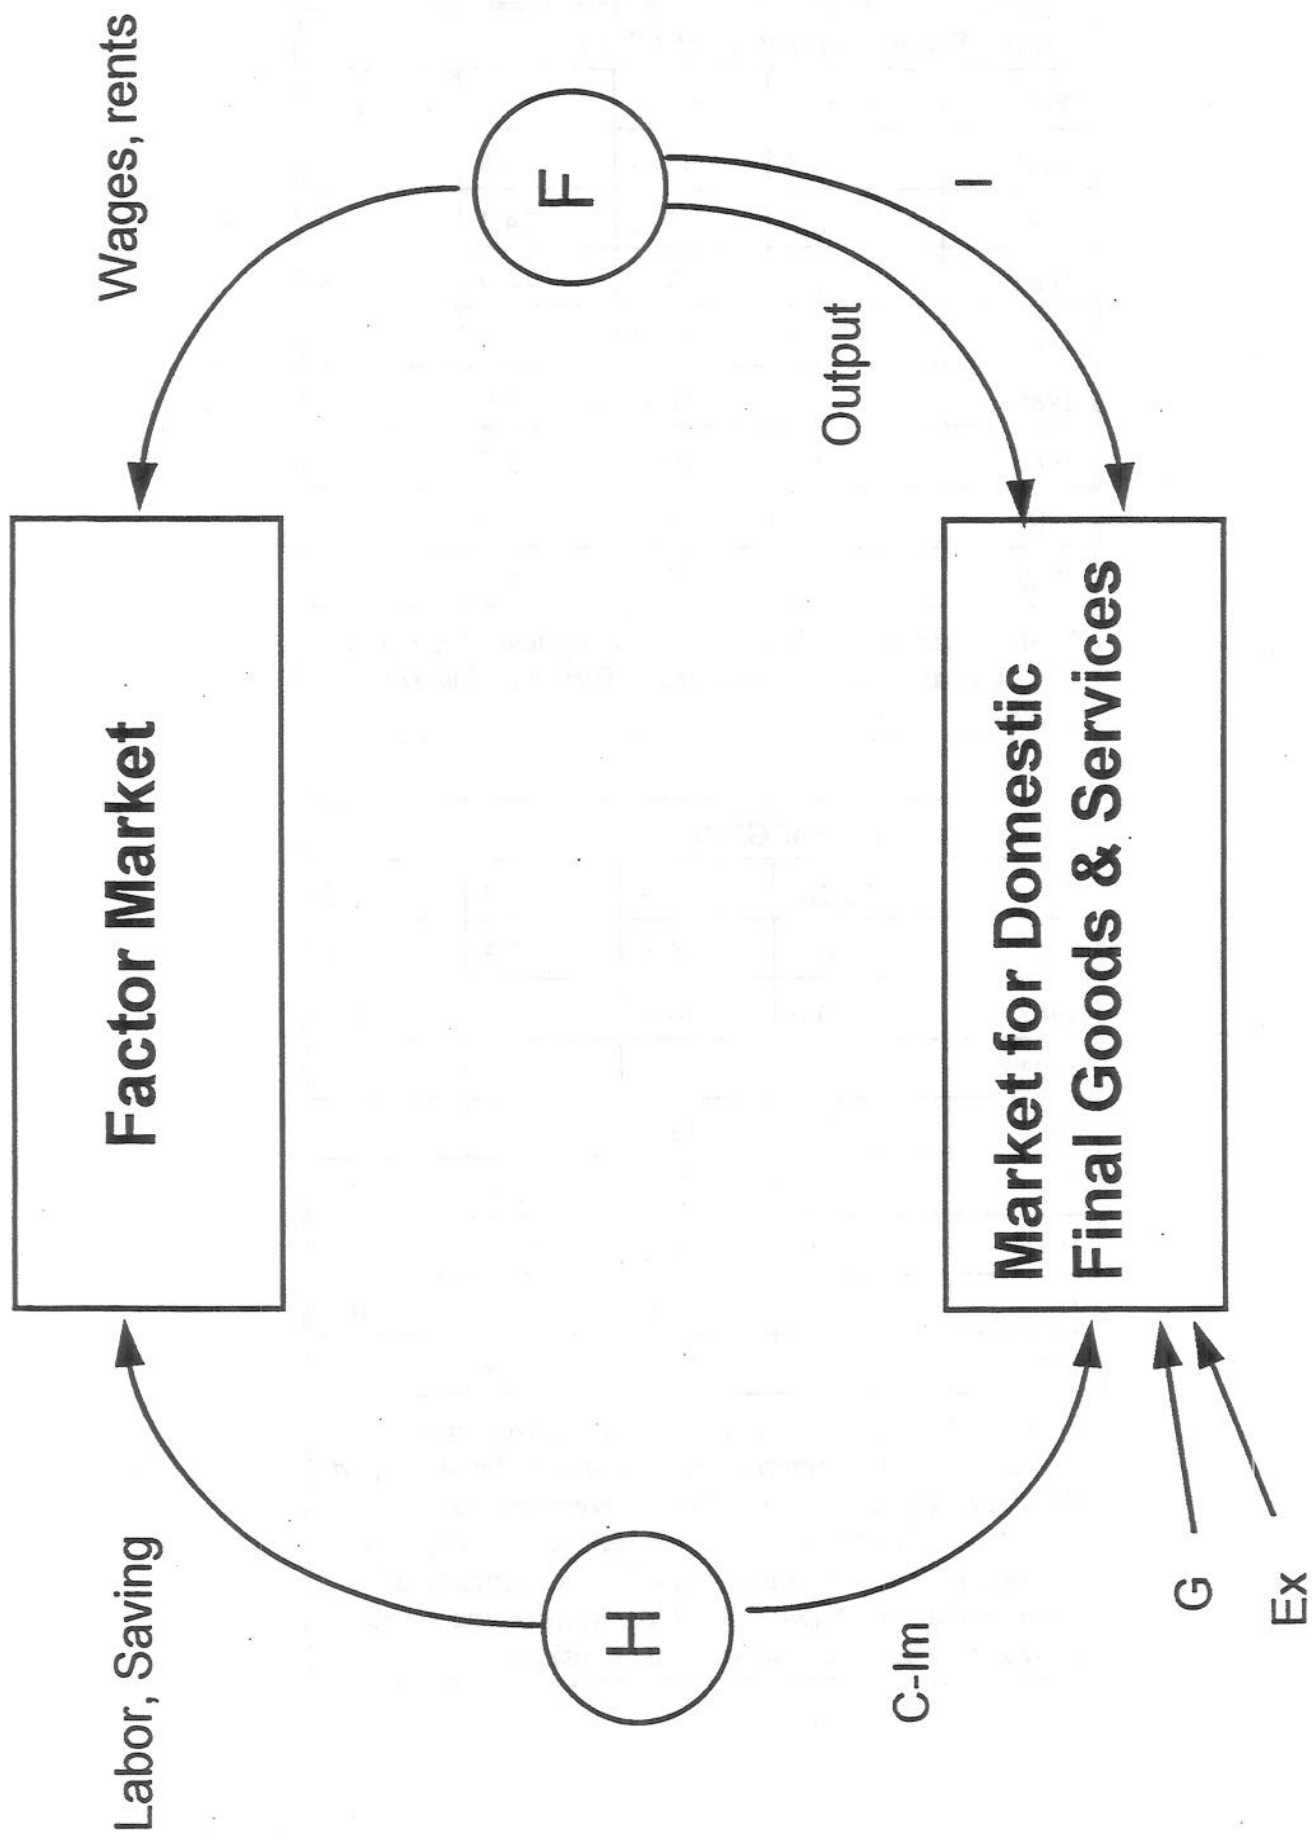 Labor, Saving
Factor Market
Wages, rents
H
F
C-Im
Market for Domestic
Final Goods & Services
Output
I
G
Ex